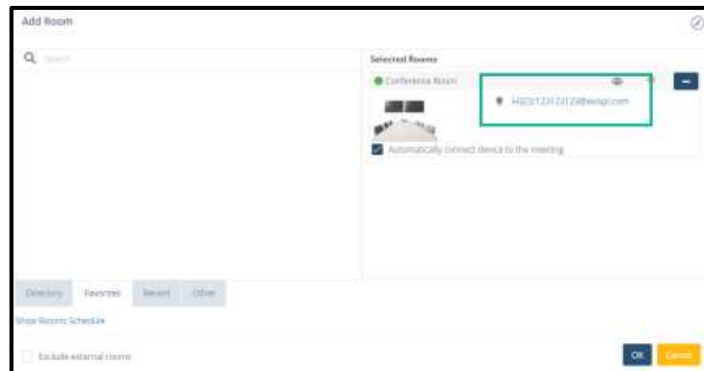 Add Room
Search
Selected Rooms
Conference Room
Automatically connect device to the meeting
Directory Favorites Recent Other
Show Rooms Schedule
Exclude external rooms
OK Cancel